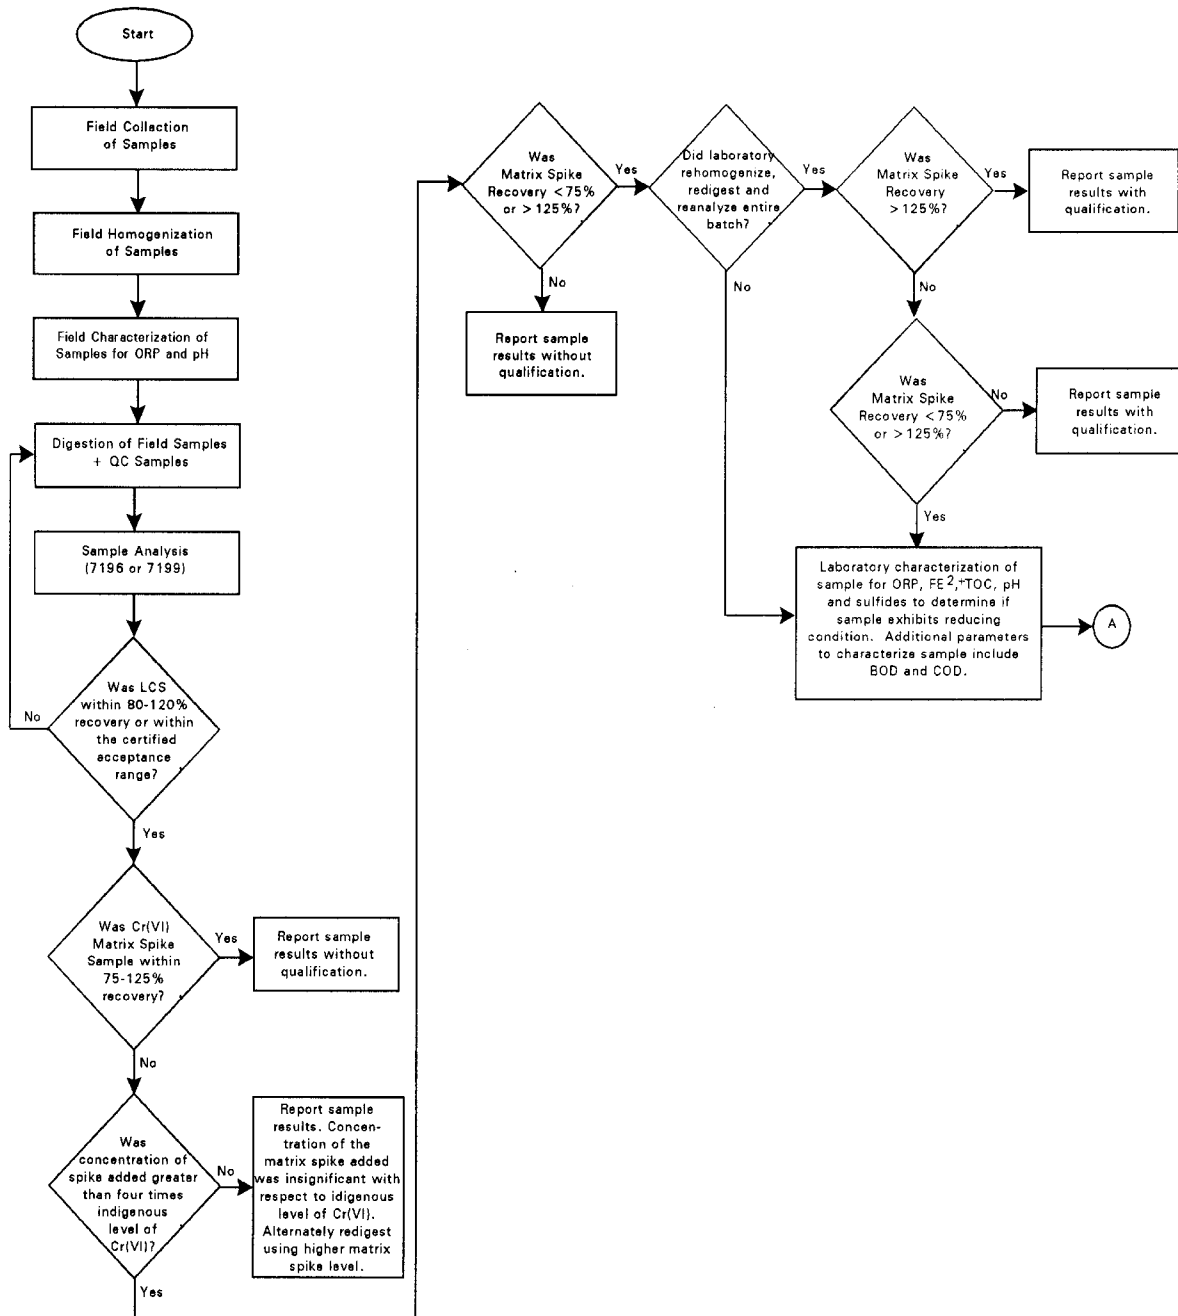 Start
Field Collection
of Samples
Field Homogenization
of Samples
Field Characterization of
Samples for ORP and pH
Digestion of Field Samples
+ QC Samples
Sample Analysis
(7196 or 7199)
Was LCS
within 80-120%
recovery or within
the certified
acceptance
range?
No
Yes
Was Cr(VI)
Matrix Spike
Sample within
75-125%
recovery?
Yes
Report sample
results without
qualification.
No
Was
concentration of
spike added greater
than four times
indigenous
level of
Cr(VI)?
No
Report sample
results. Concen-
tration of the
matrix spike added
was insignificant with
respect to idigenous
level of Cr(VI).
Alternately redigest
using higher matrix
spike level.
Yes
Was
Matrix Spike
Recovery <75%
or >125%?
Yes
No
Report sample
results without
qualification.
Did laboratory
rehomogenize,
redigest and
reanalyze entire
batch?
Yes
No
Was
Matrix Spike
Recovery
>125%?
Yes
Report sample
results with
qualification.
No
Was
Matrix Spike
Recovery <75%
or >125%?
No
Report sample
results with
qualification.
Yes
Laboratory characterization of
sample for ORP, FE2,+TOC, pH
and sulfides to determine if
sample exhibits reducing
condition. Additional parameters
to characterize sample include
BOD and COD.
A